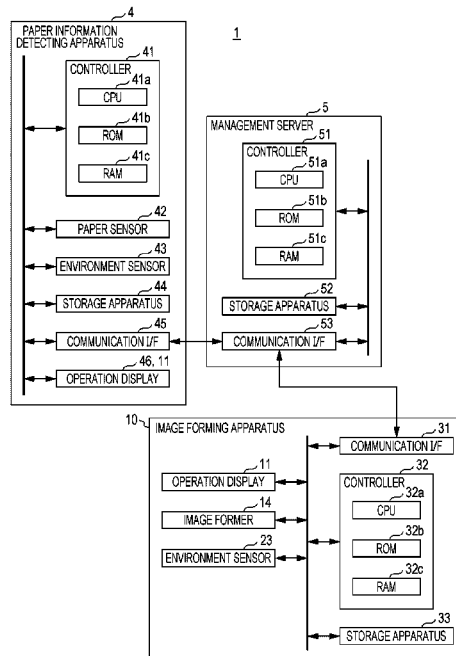 4
PAPER INFORMATION
DETECTING APPARATUS
1
41
CONTROLLER
41a
CPU
41b
ROM
41c
RAM
42
PAPER SENSOR
43
ENVIRONMENT SENSOR
44
STORAGE APPARATUS
45
COMMUNICATION I/F
46, 11
OPERATION DISPLAY
5
MANAGEMENT SERVER
51
CONTROLLER
51a
CPU
51b
ROM
51c
RAM
52
STORAGE APPARATUS
53
COMMUNICATION I/F
10
IMAGE FORMING APPARATUS
31
COMMUNICATION I/F
11
OPERATION DISPLAY
14
IMAGE FORMER
23
ENVIRONMENT SENSOR
32
CONTROLLER
32a
CPU
32b
ROM
32c
RAM
33
STORAGE APPARATUS